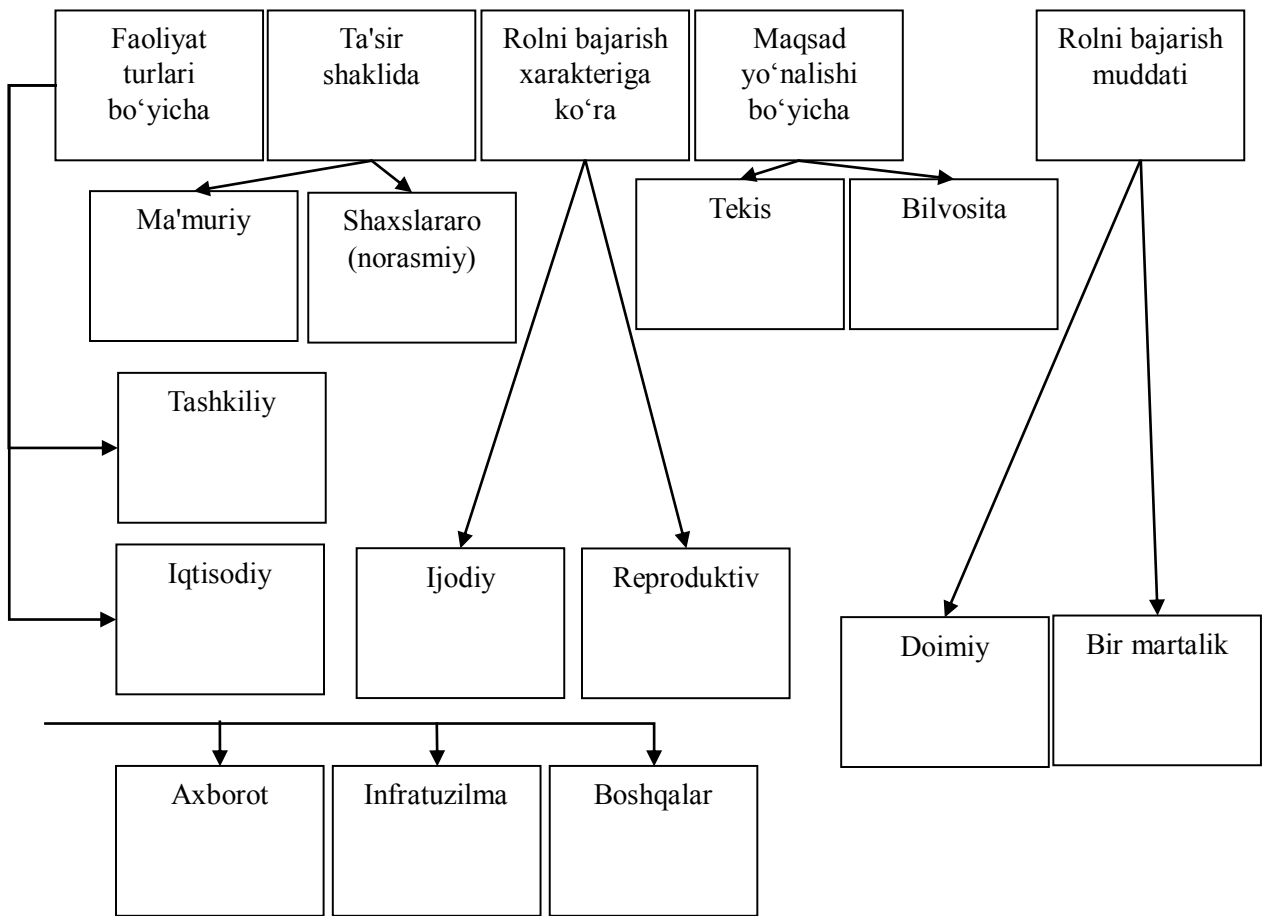 Faoliyat
turlari
bo‘yicha
Ta'sir
shaklida
Rolni bajarish
xarakteriga
ko‘ra
Maqsad
yo‘nalishi
bo‘yicha
Rolni bajarish
muddati
Ma'muriy
Shaxslararo
(norasmiy)
Tekis
Bilvosita
Tashkiliy
Iqtisodiy
Ijodiy
Reproduktiv
Doimiy
Bir martalik
Axborot
Infratuzilma
Boshqalar